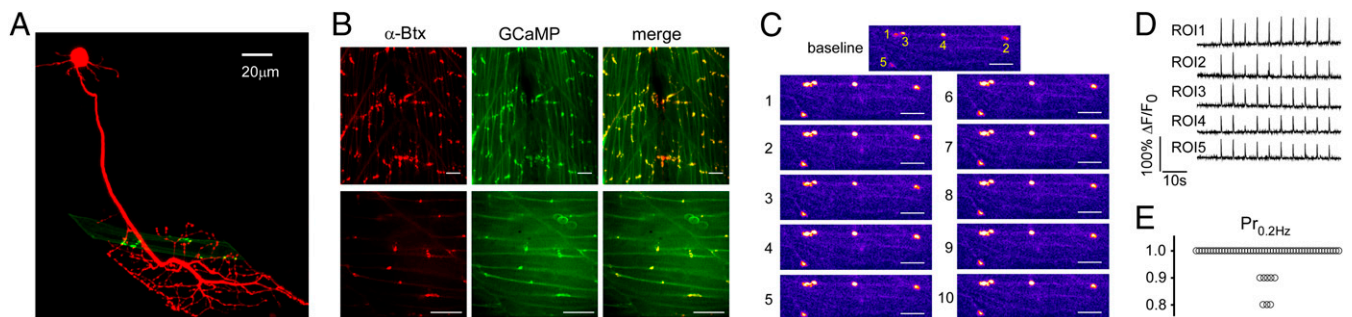 A
20μm
B
α-Btx
GCaMP
merge
C
baseline
1
3
4
2
5
1
2
3
4
5
6
7
8
9
10
D
ROI1
ROI2
ROI3
ROI4
ROI5
100% ΔF/F0
10s
E
Pr0.2Hz
1.0
0.9
0.8